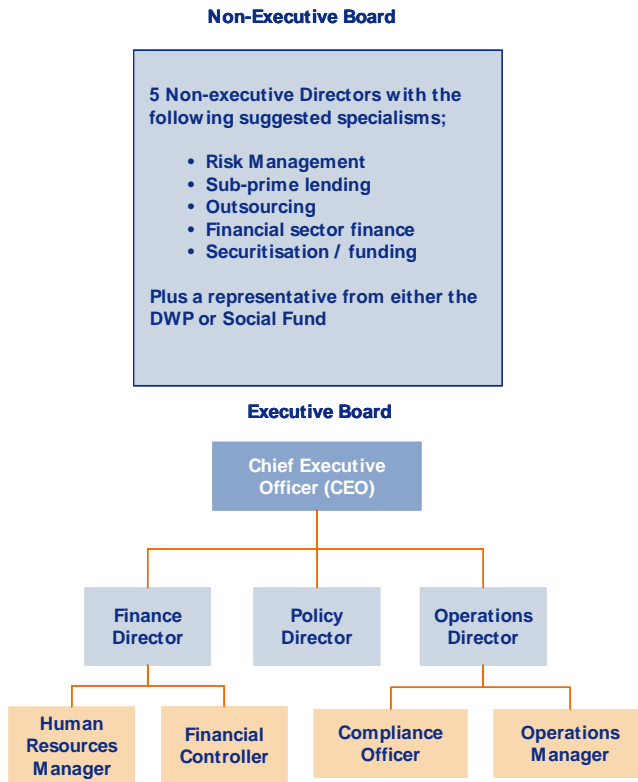 Non-Executive Board
5 Non-executive Directors with the
following suggested specialisms;
• Risk Management
• Sub-prime lending
• Outsourcing
• Financial sector finance
• Securitisation / funding
Plus a representative from either the
DWP or Social Fund
Executive Board
Chief Executive
Officer (CEO)
Finance
Director
Policy
Director
Operations
Director
Human
Resources
Manager
Financial
Controller
Compliance
Officer
Operations
Manager